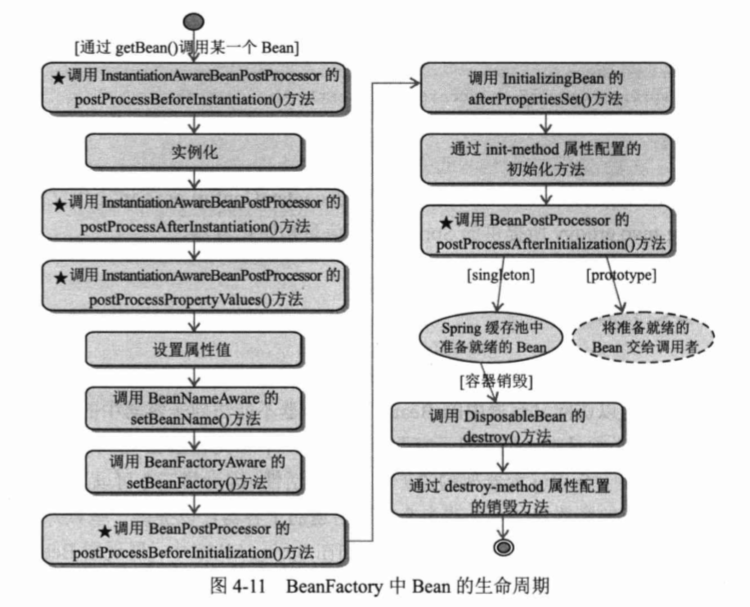 [通过 getBean()调用某一个 Bean]
★调用 InstantiationAwareBeanPostProcessor 的
postProcessBeforeInstantiation()方法
实例化
★调用 InstantiationAwareBeanPostProcessor 的
postProcessAfterInstantiation()方法
★调用 InstantiationAwareBeanPostProcessor 的
postProcessPropertyValues()方法
设置属性值
调用 BeanNameAware 的
setBeanName()方法
调用 BeanFactoryAware 的
setBeanFactory()方法
★调用 BeanPostProcessor 的
postProcessBeforeInitialization()方法
调用 InitializingBean 的
afterPropertiesSet()方法
通过 init-method 属性配置的
初始化方法
★调用 BeanPostProcessor 的
postProcessAfterInitialization()方法
[singleton]
[prototype]
Spring 缓存池中
准备就绪的 Bean
将准备就绪的
Bean 交给调用者
[容器销毁]
调用 DisposableBean 的
destroy()方法
通过 destroy-method 属性配置
的销毁方法
图 4-11 BeanFactory 中 Bean 的生命周期